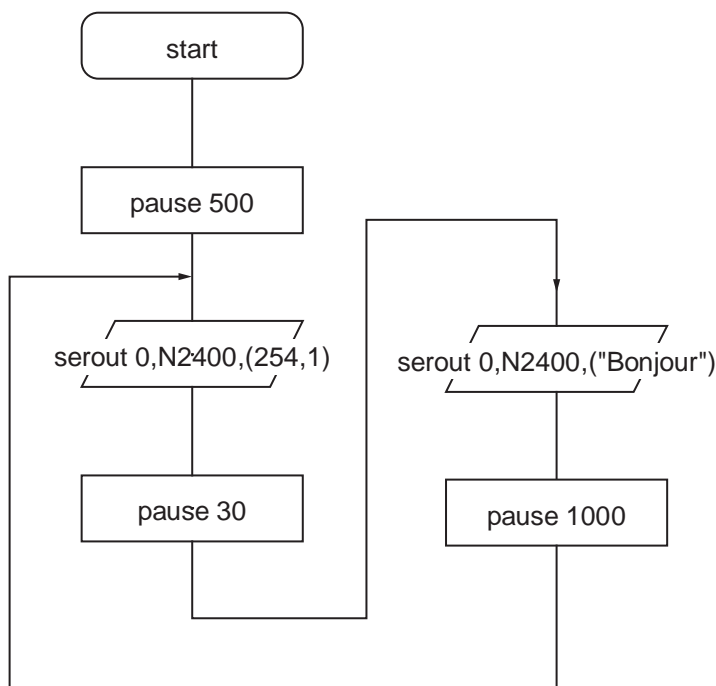 start
pause 500
serout 0,N2400,(254,1)
pause 30
serout 0,N2400,("Bonjour")
pause 1000